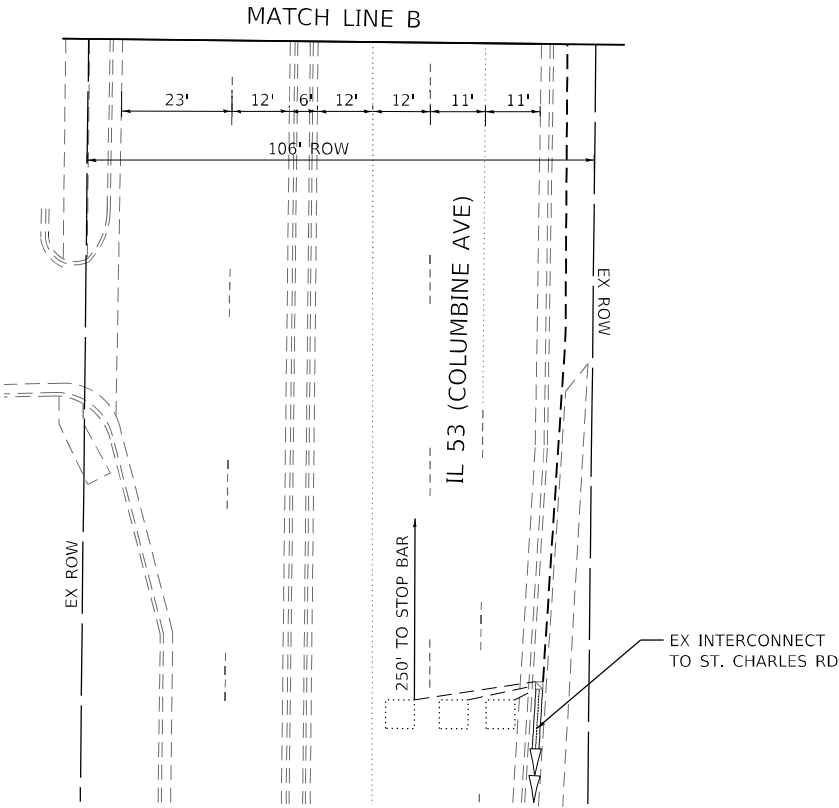 MATCH LINE B
23' 12' 6' 12' 12' 11' 11'
106' ROW
IL 53 (COLUMBINE AVE)
EX ROW
EX ROW
250' TO STOP BAR
EX INTERCONNECT
TO ST. CHARLES RD